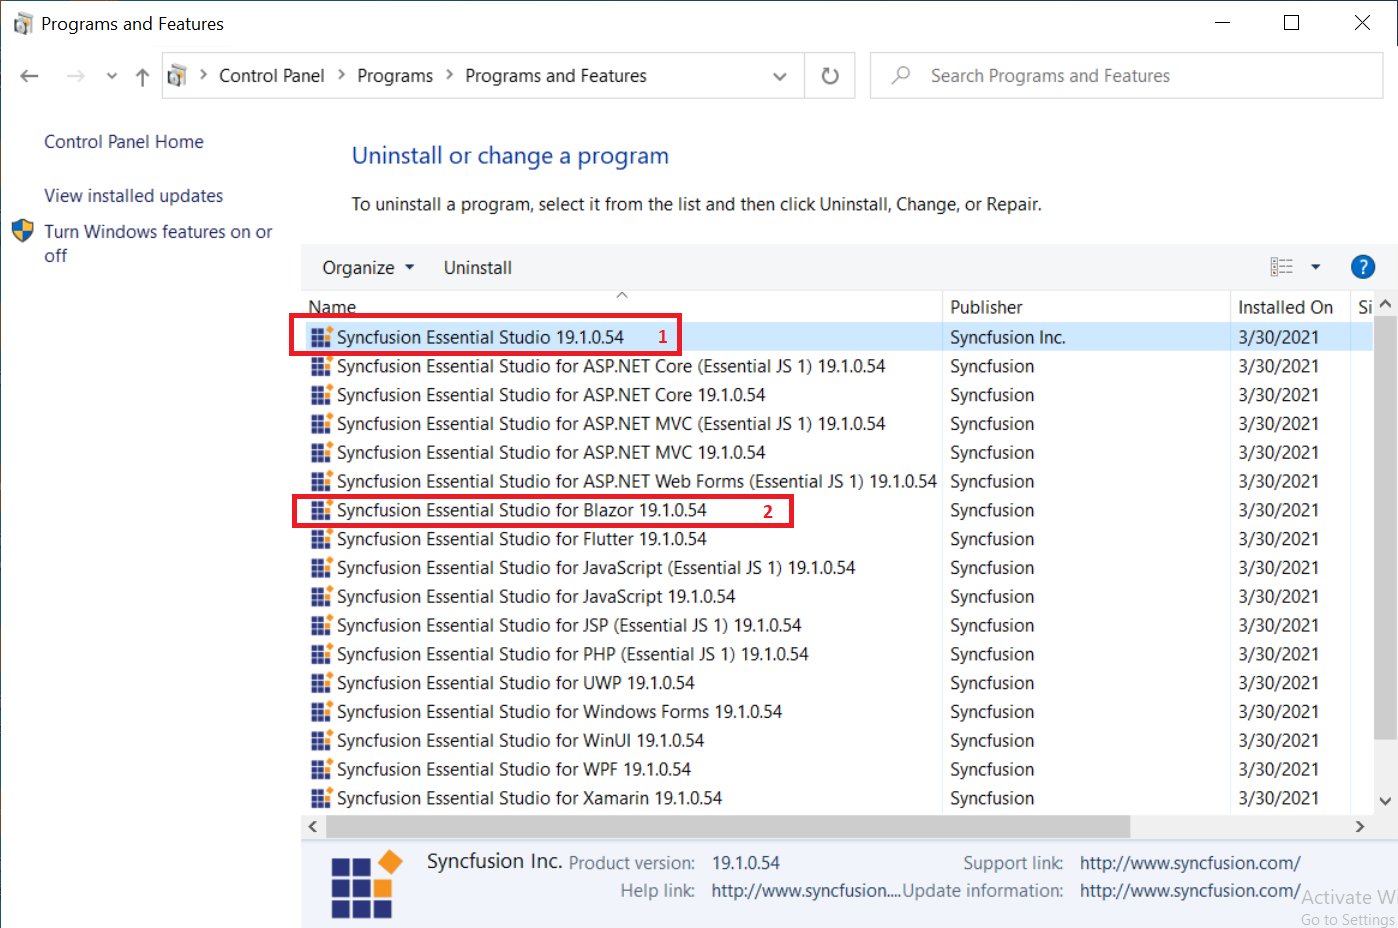 Programs and Features
Control Panel Programs Programs and Features
Search Programs and Features
Control Panel Home
View installed updates
Turn Windows features on or
off
Uninstall or change a program
To uninstall a program, select it from the list and then click Uninstall, Change, or Repair.
Organize Uninstall
?
Name Publisher Installed On Si
Syncfusion Essential Studio 19.1.0.54 1 Syncfusion Inc. 3/30/2021
Syncfusion Essential Studio for ASP.NET Core (Essential JS 1) 19.1.0.54 Syncfusion 3/30/2021
Syncfusion Essential Studio for ASP.NET Core 19.1.0.54 Syncfusion 3/30/2021
Syncfusion Essential Studio for ASP.NET MVC (Essential JS 1) 19.1.0.54 Syncfusion 3/30/2021
Syncfusion Essential Studio for ASP.NET MVC 19.1.0.54 Syncfusion 3/30/2021
Syncfusion Essential Studio for ASP.NET Web Forms (Essential JS 1) 19.1.0.54 Syncfusion 3/30/2021
Syncfusion Essential Studio for Blazor 19.1.0.54 2 Syncfusion 3/30/2021
Syncfusion Essential Studio for Flutter 19.1.0.54 Syncfusion 3/30/2021
Syncfusion Essential Studio for JavaScript (Essential JS 1) 19.1.0.54 Syncfusion 3/30/2021
Syncfusion Essential Studio for JavaScript 19.1.0.54 Syncfusion 3/30/2021
Syncfusion Essential Studio for JSP (Essential JS 1) 19.1.0.54 Syncfusion 3/30/2021
Syncfusion Essential Studio for PHP (Essential JS 1) 19.1.0.54 Syncfusion 3/30/2021
Syncfusion Essential Studio for UWP 19.1.0.54 Syncfusion 3/30/2021
Syncfusion Essential Studio for Windows Forms 19.1.0.54 Syncfusion 3/30/2021
Syncfusion Essential Studio for WinUI 19.1.0.54 Syncfusion 3/30/2021
Syncfusion Essential Studio for WPF 19.1.0.54 Syncfusion 3/30/2021
Syncfusion Essential Studio for Xamarin 19.1.0.54 Syncfusion 3/30/2021
Syncfusion Inc. Product version: 19.1.0.54 Support link: http://www.syncfusion.com/
Help link: http://www.syncfusion.... Update information: http://www.syncfusion.com/
Activate Wi
Go to Settings